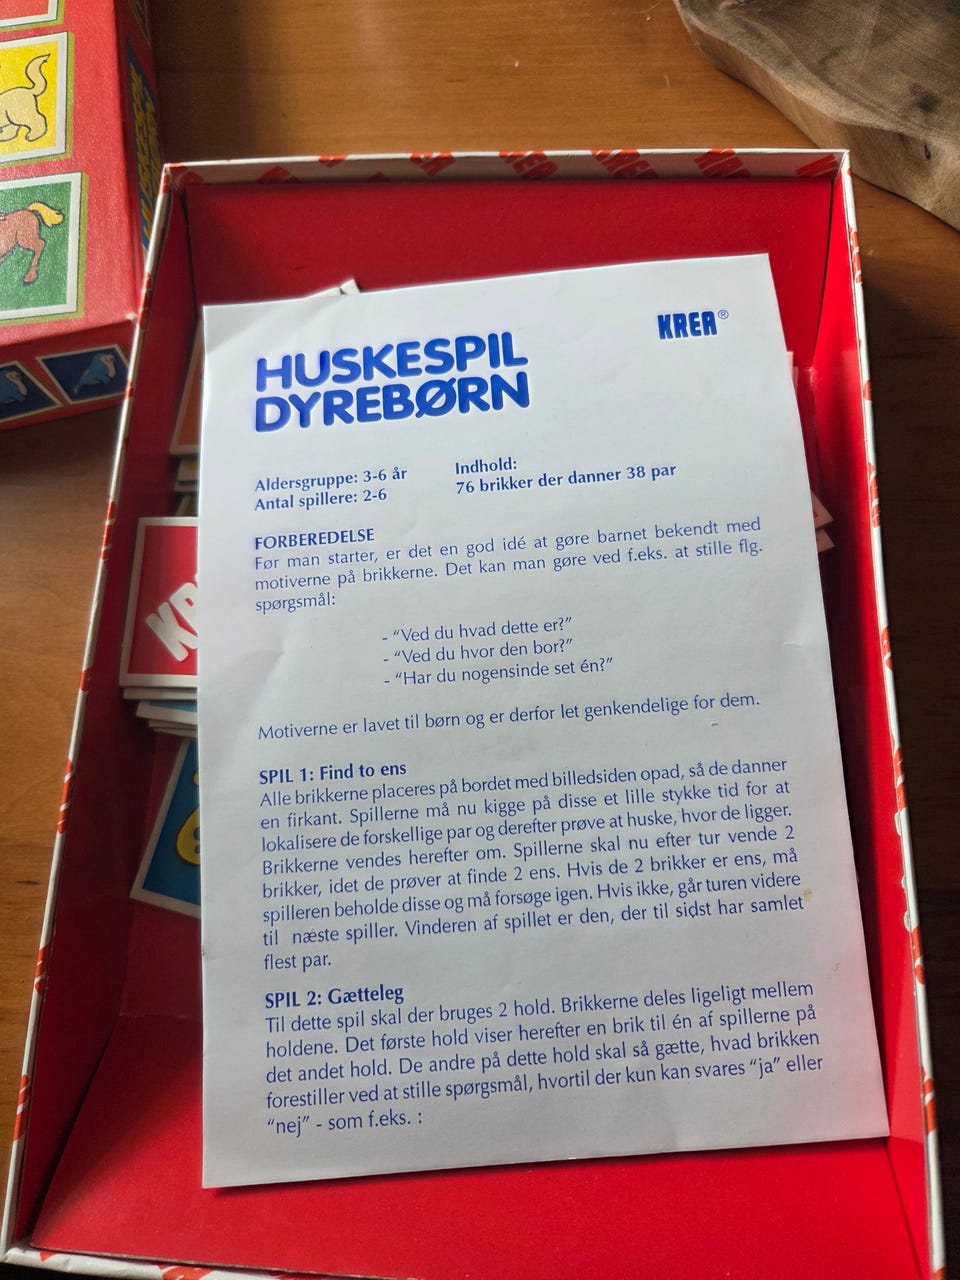 KREA®
HUSKESPIL
DYREBØRN
Aldersgruppe: 3-6 år
Antal spillere: 2-6
Indhold:
76 brikker der danner 38 par
FORBEREDELSE
Før man starter, er det en god idé at gøre barnet bekendt med
motiverne på brikkerne. Det kan man gøre ved f.eks. at stille flg.
spørgsmål:
- “Ved du hvad dette er?”
- “Ved du hvor den bor?”
- “Har du nogensinde set én?”
Motiverne er lavet til børn og er derfor let genkendelige for dem.
SPIL 1: Find to ens
Alle brikkerne placeres på bordet med billedsiden opad, så de danner
en firkant. Spillerne må nu kigge på disse et lille stykke tid for at
lokalisere de forskellige par og derefter prøve at huske, hvor de ligger.
Brikkerne vendes herefter om. Spillerne skal nu efter tur vende 2
brikker, idet de prøver at finde 2 ens. Hvis de 2 brikker er ens, må
spilleren beholde disse og må forsøge igen. Hvis ikke, går turen videre
til næste spiller. Vinderen af spillet er den, der til sidst har samlet
flest par.
SPIL 2: Gætteleg
Til dette spil skal der bruges 2 hold. Brikkerne deles ligeligt mellem
holdene. Det første hold viser herefter en brik til én af spillerne på
det andet hold. De andre på dette hold skal så gætte, hvad brikken
forestiller ved at stille spørgsmål, hvortil der kun kan svares “ja” eller
“nej” - som f.eks. :